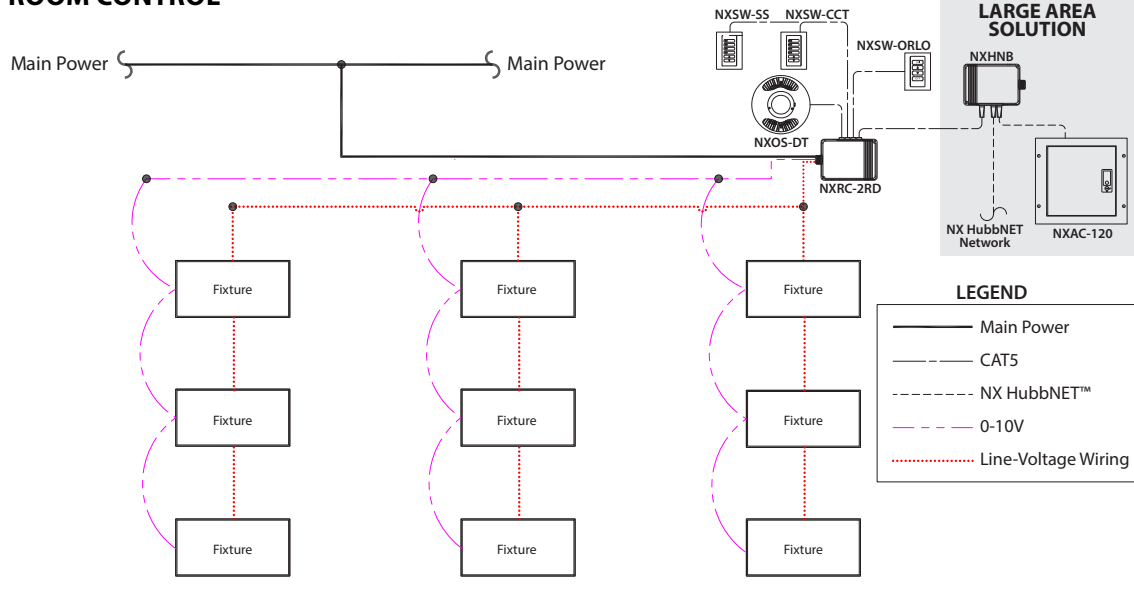 ROOM CONTROL
Main Power
Main Power
NXSW-SS
NXSW-CCT
NXSW-ORLO
NXOS-DT
NXRC-2RD
LARGE AREA
SOLUTION
NXHNB
NX HubbNET
Network
NXAC-120
Fixture
Fixture
Fixture
Fixture
Fixture
Fixture
Fixture
Fixture
Fixture
LEGEND
Main Power
CAT5
NX HubbNET™
0-10V
Line-Voltage Wiring